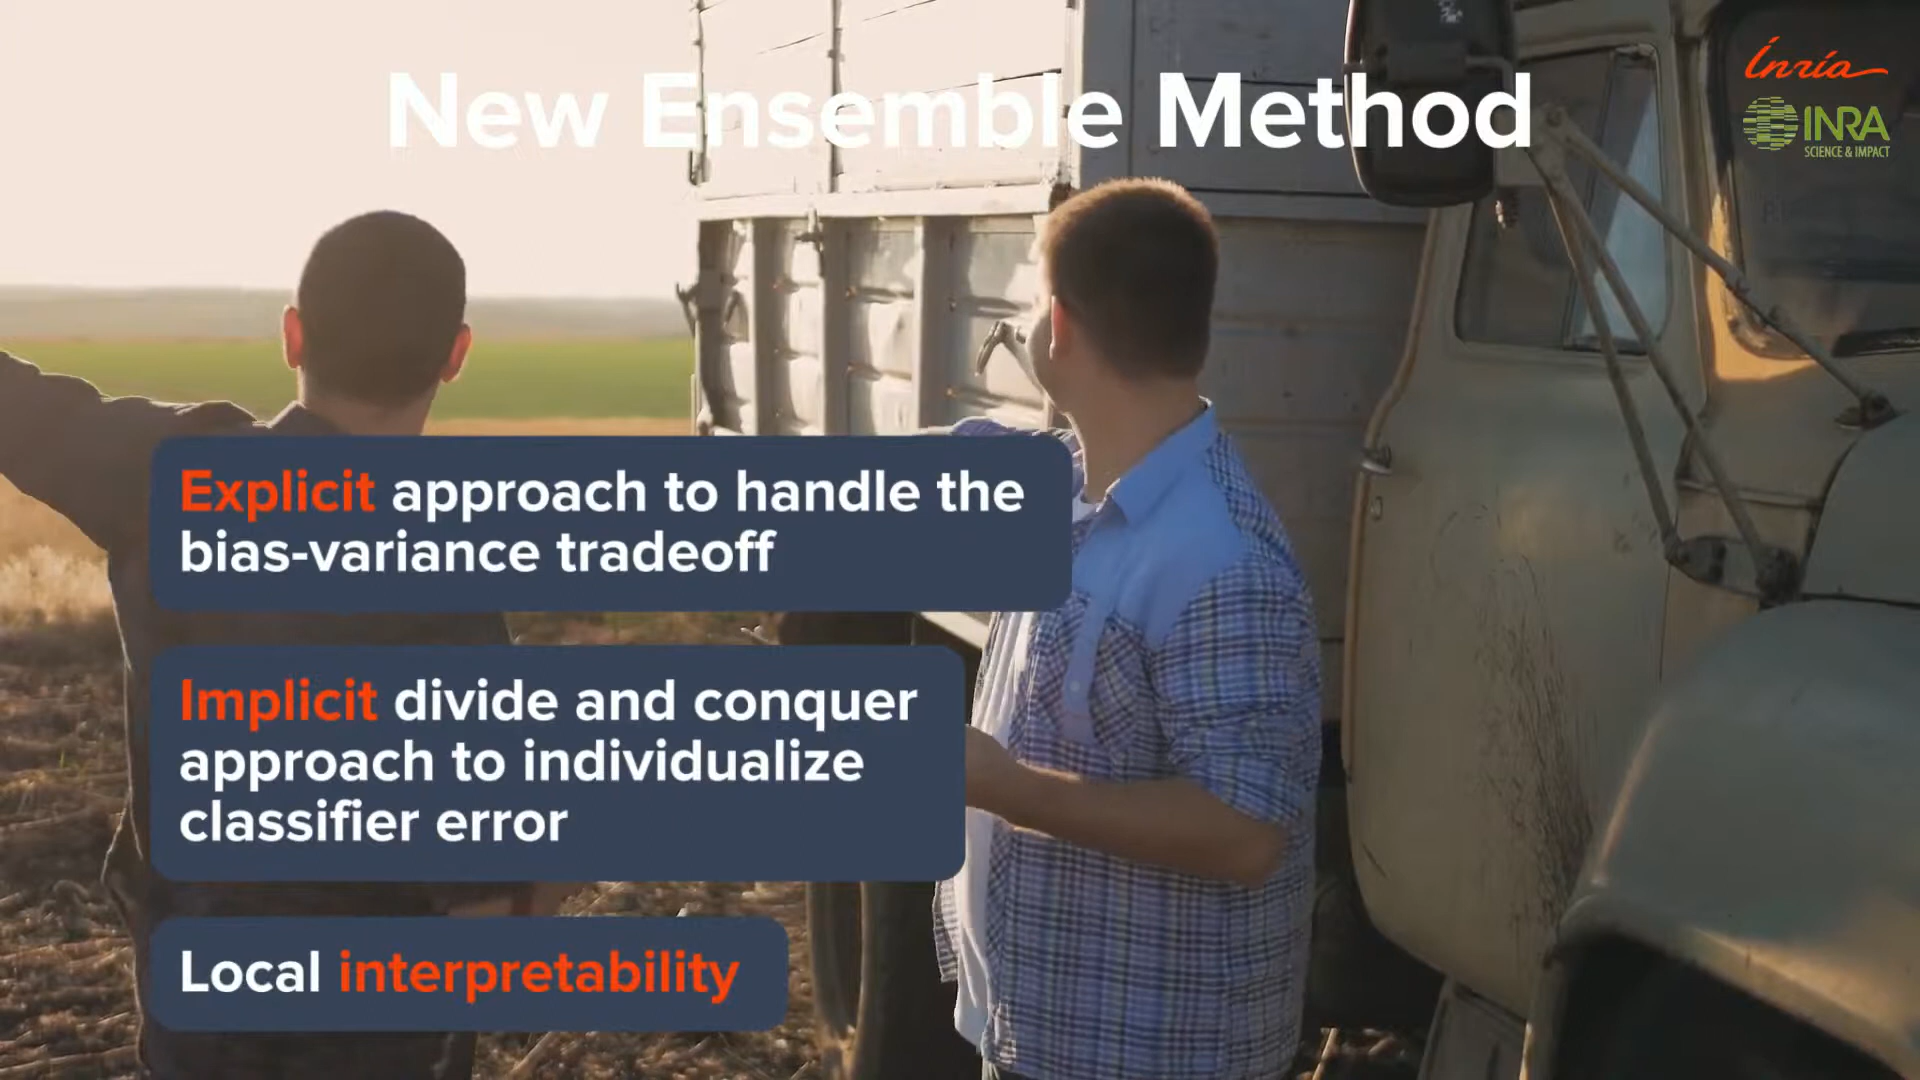 New Ensemble Method
Inria
INRA
SCIENCE & IMPACT
Explicit approach to handle the
bias-variance tradeoff
Implicit divide and conquer
approach to individualize
classifier error
Local interpretability